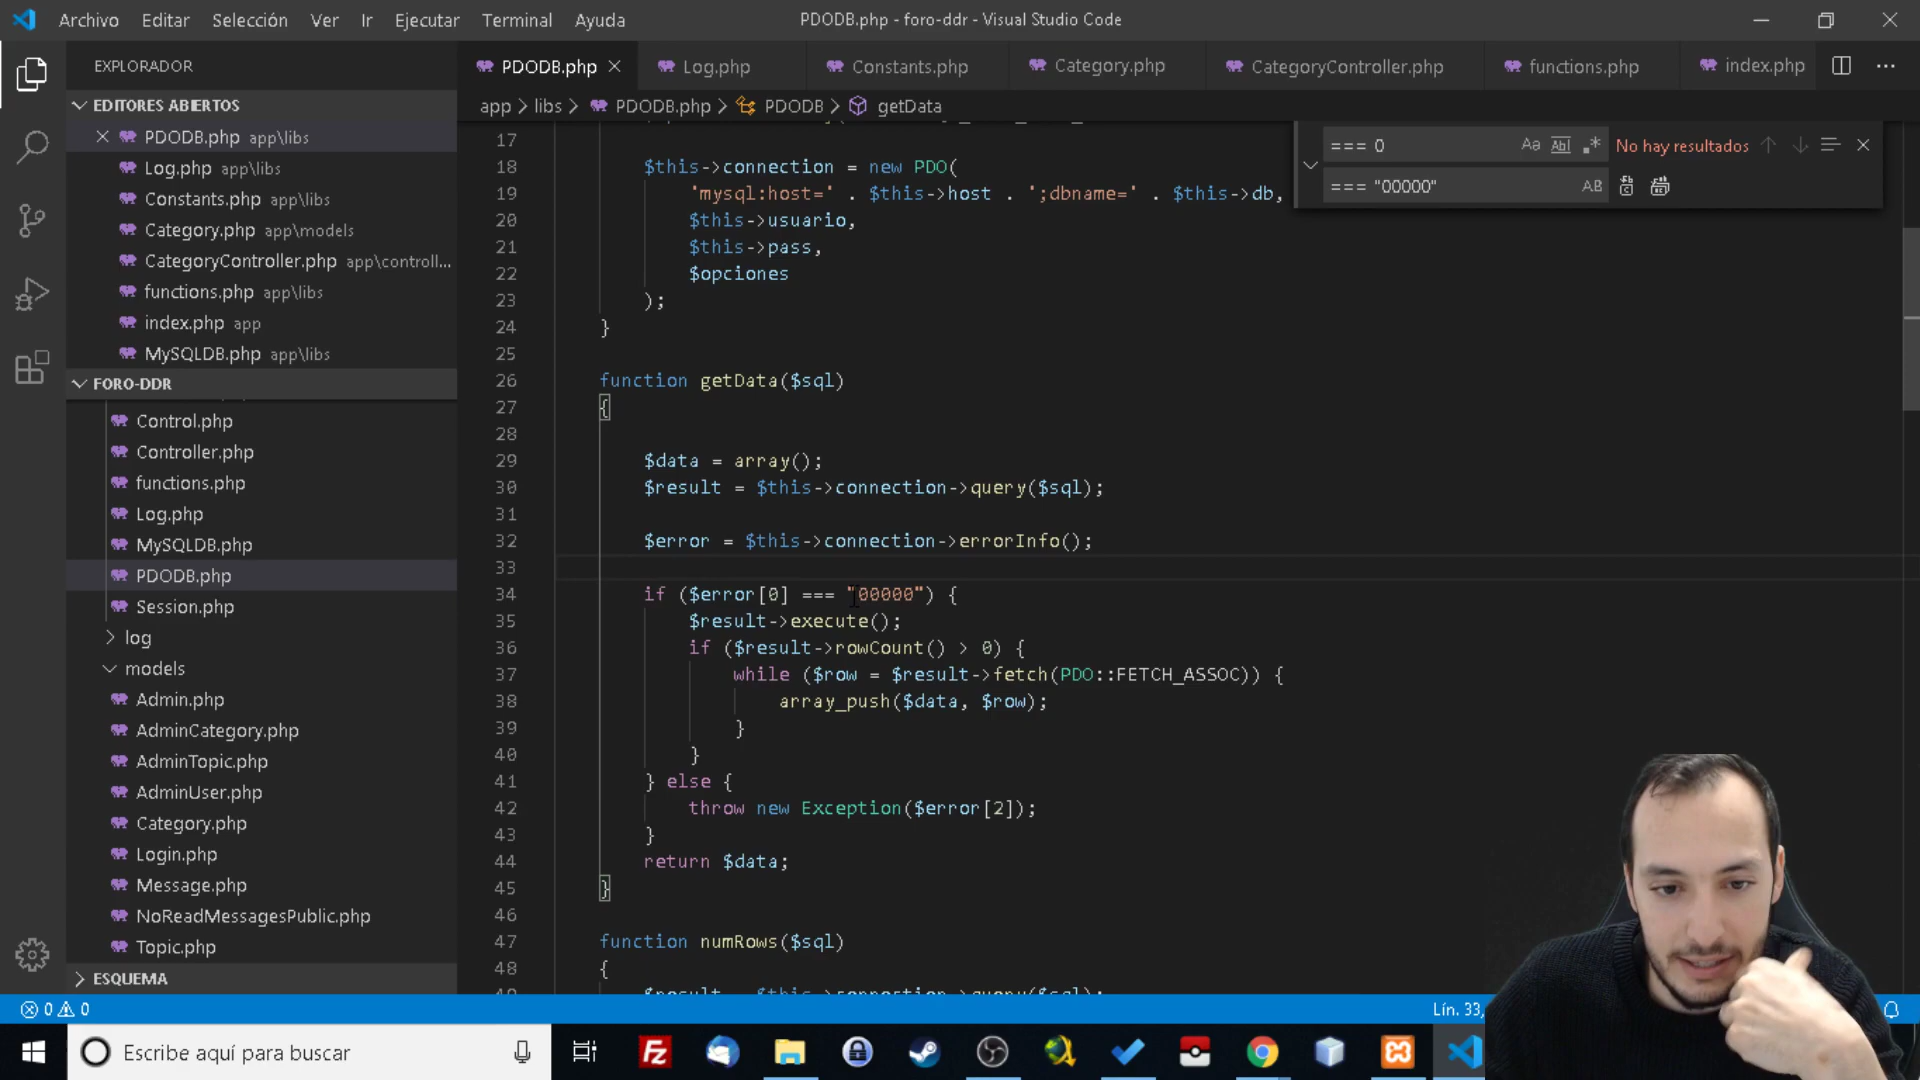 Archivo Editar Selección Ver Ir Ejecutar Terminal Ayuda PDODB.php - foro-ddr - Visual Studio Code
EXPLORADOR
PDODB.php Log.php Constants.php Category.php CategoryController.php functions.php index.php
EDITORES ABIERTOS
app > libs > PDODB.php > PDODB > getData
PDODB.php app\libs
Log.php app\libs
Constants.php app\libs
Category.php app\models
CategoryController.php app\controll...
functions.php app\libs
index.php app
MySQLDB.php app\libs
FORO-DDR
Control.php
Controller.php
functions.php
Log.php
MySQLDB.php
PDODB.php
Session.php
log
models
Admin.php
AdminCategory.php
AdminTopic.php
AdminUser.php
Category.php
Login.php
Message.php
NoReadMessagesPublic.php
Topic.php
ESQUEMA
=== 0 Aa Abl .* No hay resultados
=== "00000" AB
17
18 $this->connection = new PDO(
19 'mysql:host=' . $this->host . ';dbname=' . $this->db,
20 $this->usuario,
21 $this->pass,
22 $opciones
23 );
24 }
25
26 function getData($sql)
27 {
28
29 $data = array();
30 $result = $this->connection->query($sql);
31
32 $error = $this->connection->errorInfo();
33
34 if ($error[0] === "00000") {
35 $result->execute();
36 if ($result->rowCount() > 0) {
37 while ($row = $result->fetch(PDO::FETCH_ASSOC)) {
38 array_push($data, $row);
39 }
40 }
41 } else {
42 throw new Exception($error[2]);
43 }
44 return $data;
45 }
46
47 function numRows($sql)
48 {
0 0 Lín. 33,
Escribe aquí para buscar